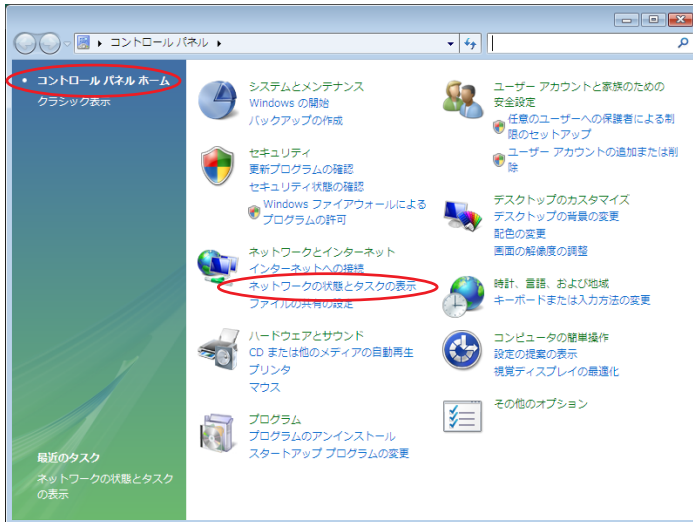 コントロール パネル
コントロール パネル ホーム
クラシック表示
最近のタスク
ネットワークの状態とタスク
の表示
システムとメンテナンス
Windows の開始
バックアップの作成
セキュリティ
更新プログラムの確認
セキュリティ状態の確認
Windows ファイアウォールによる
プログラムの許可
ネットワークとインターネット
インターネットへの接続
ネットワークの状態とタスクの表示
ファイルの共有の設定
ハードウェアとサウンド
CD または他のメディアの自動再生
プリンタ
マウス
プログラム
プログラムのアンインストール
スタートアップ プログラムの変更
ユーザー アカウントと家族のための
安全設定
任意のユーザーへの保護者による制
限のセットアップ
ユーザー アカウントの追加または削
除
デスクトップのカスタマイズ
デスクトップの背景の変更
配色の変更
画面の解像度の調整
時計、言語、および地域
キーボードまたは入力方法の変更
コンピュータの簡単操作
設定の提案の表示
視覚ディスプレイの最適化
その他のオプション